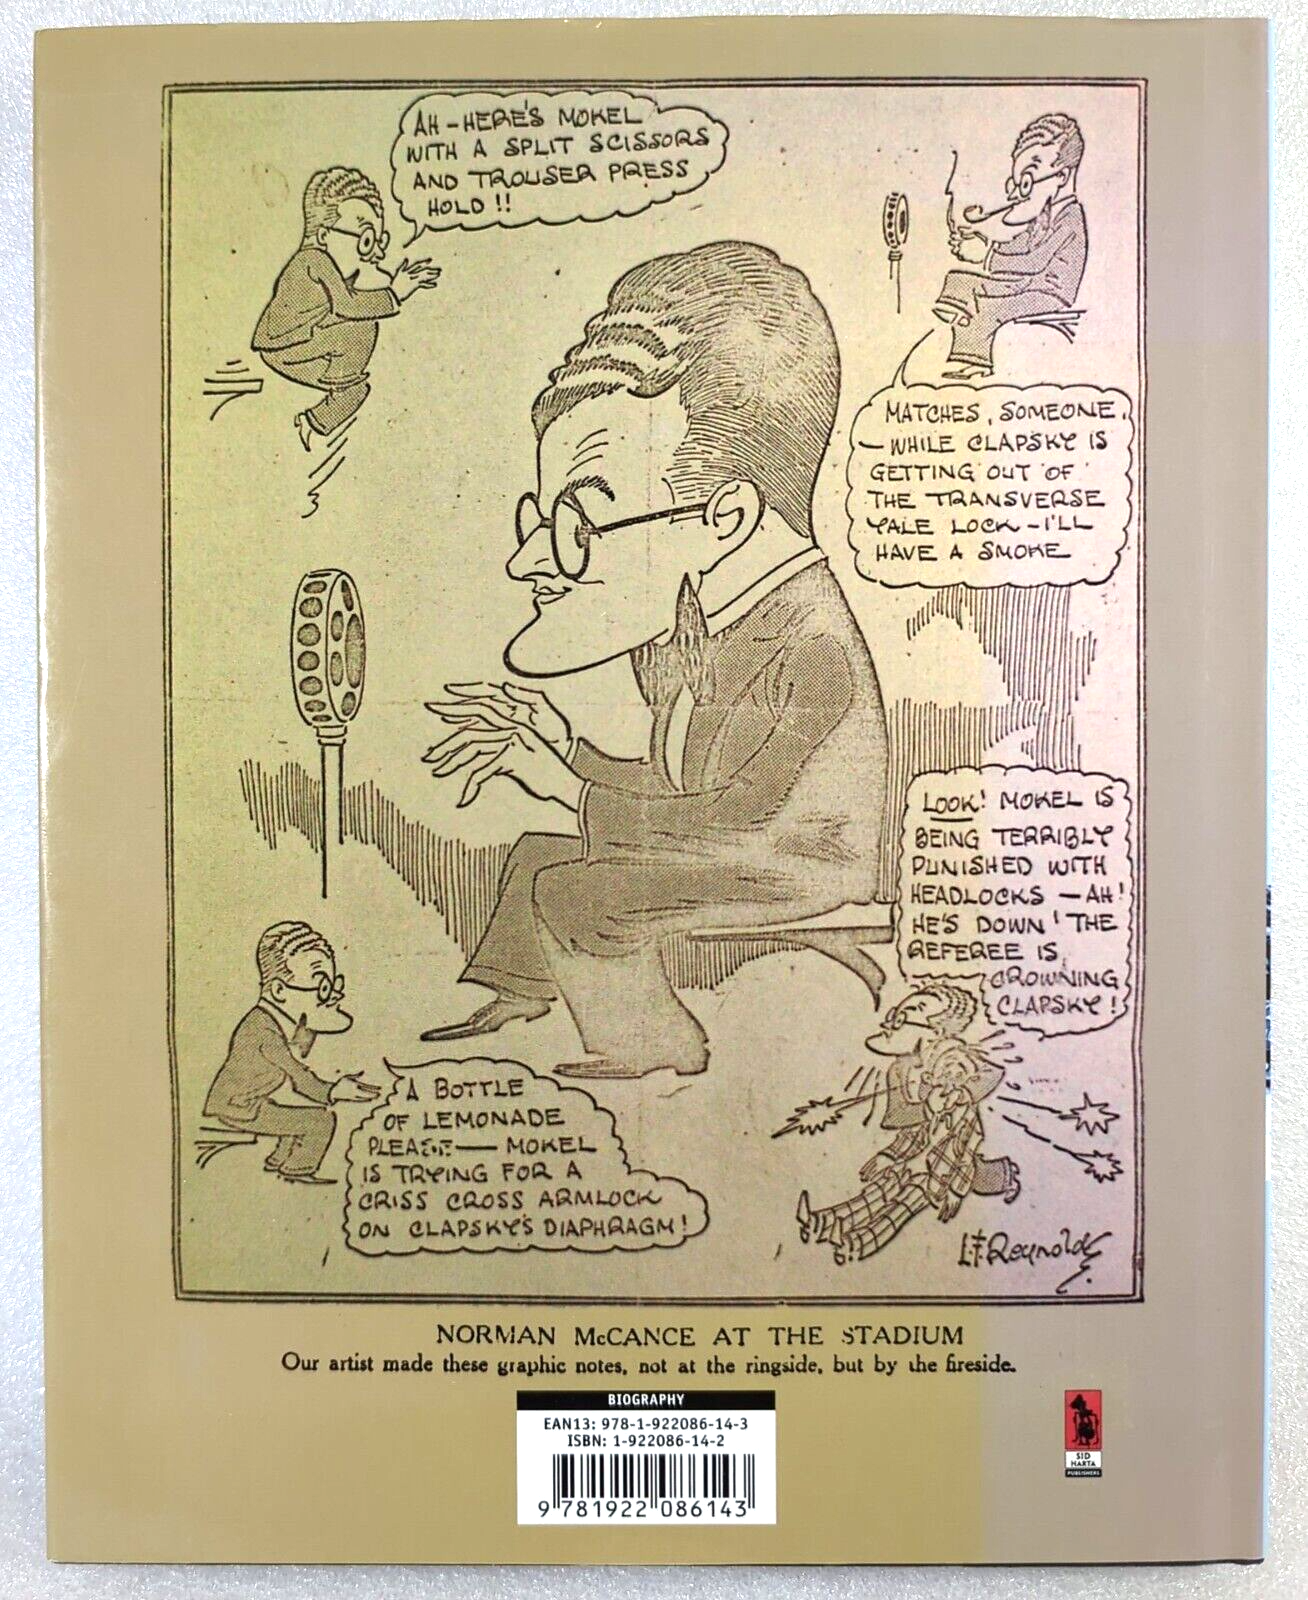 AH - HERE'S MOKEL
WITH A SPLIT SCISSORS
AND TROUSER PRESS
HOLD !!
MATCHES, SOMEONE,
— WHILE CLAPSKY IS
GETTING OUT OF
THE TRANSVERSE
YALE LOCK - I'LL
HAVE A SMOKE
LOOK! MOKEL IS
BEING TERRIBLY
PUNISHED WITH
HEADLOCKS — AH!
HE'S DOWN! THE
REFEREE IS
CROWNING
CLAPSKY!
A BOTTLE
OF LEMONADE
PLEASE — MOKEL
IS TRYING FOR A
CRISS CROSS ARMLOCK
ON CLAPSKY'S DIAPHRAGM!
L.F. Reynolds
NORMAN McCANCE AT THE STADIUM
Our artist made these graphic notes, not at the ringside, but by the fireside.
BIOGRAPHY
EAN13: 978-1-922086-14-3
ISBN: 1-922086-14-2
9 781922 086143
SID
HARTA
PUBLISHERS